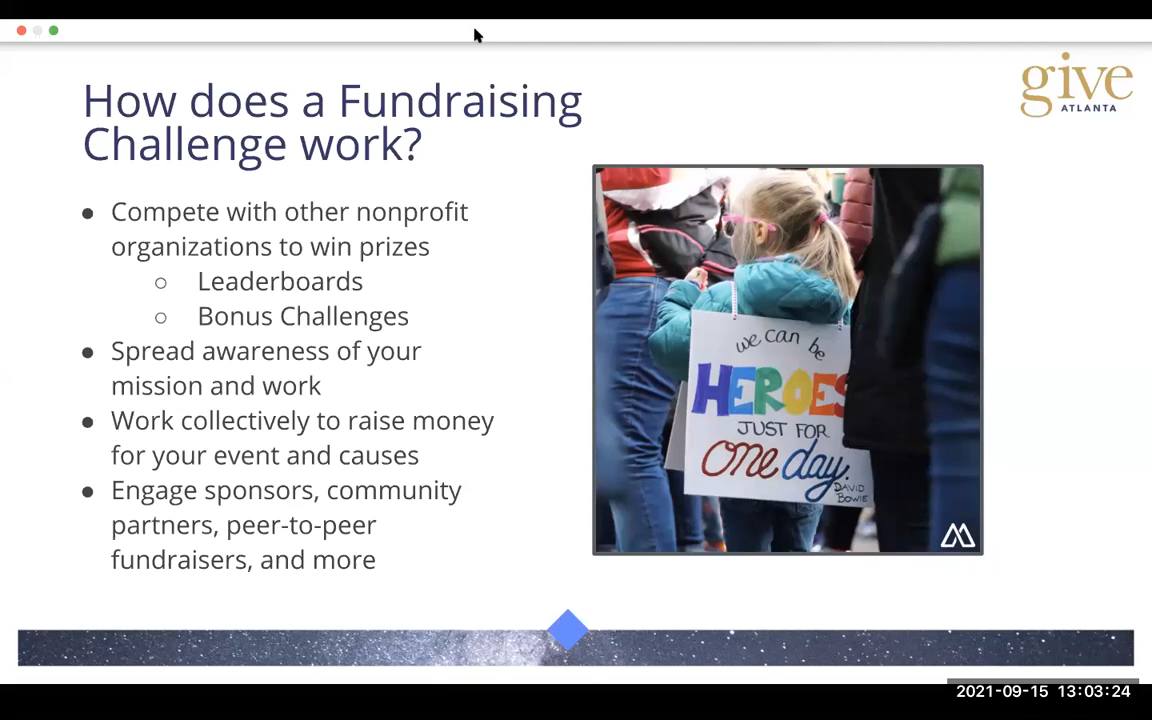 give
ATLANTA
How does a Fundraising
Challenge work?
● Compete with other nonprofit
organizations to win prizes
○ Leaderboards
○ Bonus Challenges
● Spread awareness of your
mission and work
● Work collectively to raise money
for your event and causes
● Engage sponsors, community
partners, peer-to-peer
fundraisers, and more
we can be
HEROES
JUST FOR
one day.
DAVID
BOWIE
2021-09-15 13:03:24